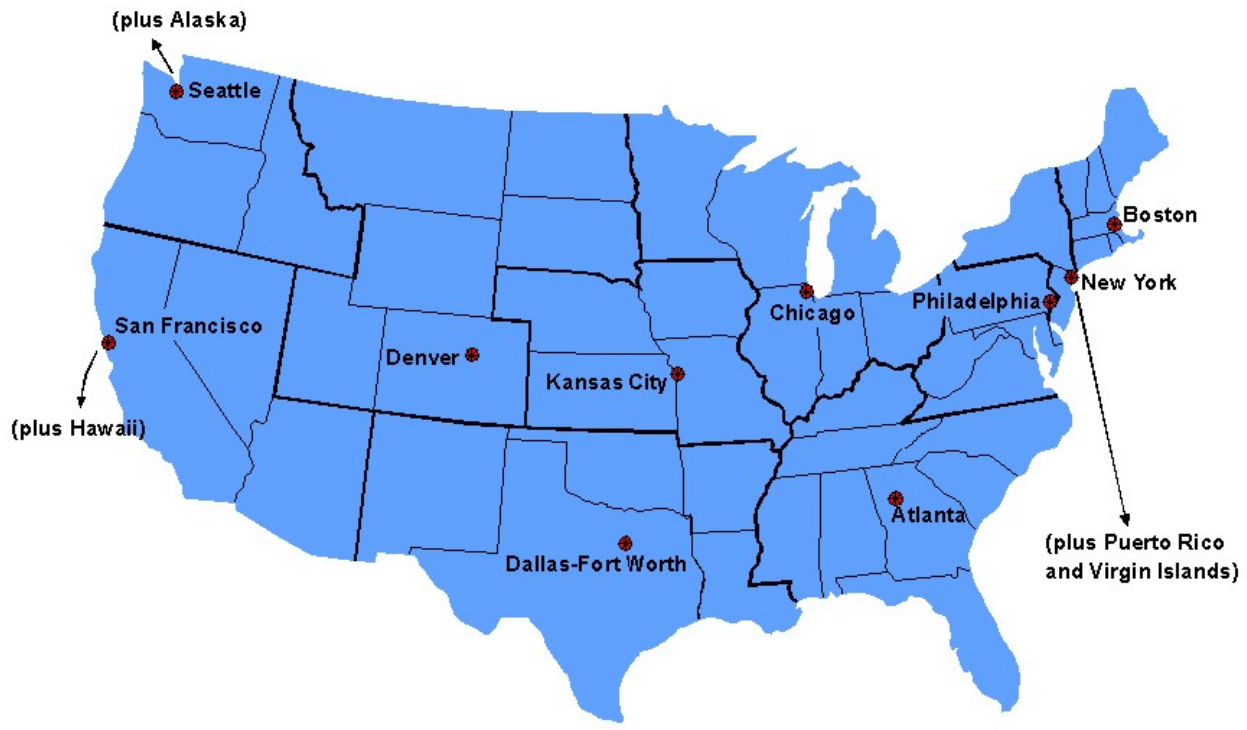 (plus Alaska)
Seattle
Boston
New York
Philadelphia
Chicago
San Francisco
Denver
Kansas City
(plus Hawaii)
Atlanta
Dallas-Fort Worth
(plus Puerto Rico
and Virgin Islands)